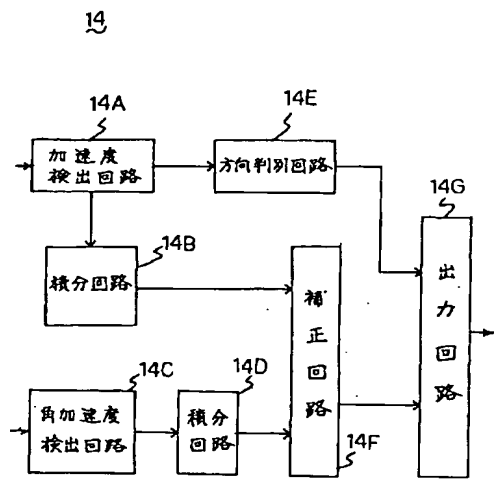 14
14A
加速度
検出回路
14E
方向判別回路
14G
出力回路
14B
積分回路
補正回路
14F
14C
角加速度
検出回路
14D
積分
回路